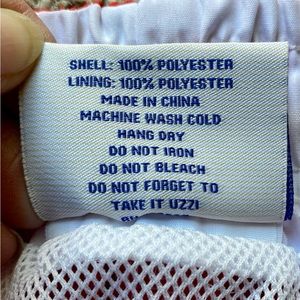 SHELL: 100% POLYESTER
LINING: 100% POLYESTER
MADE IN CHINA
MACHINE WASH COLD
HANG DRY
DO NOT IRON
DO NOT BLEACH
DO NOT FORGET TO
TAKE IT UZZI